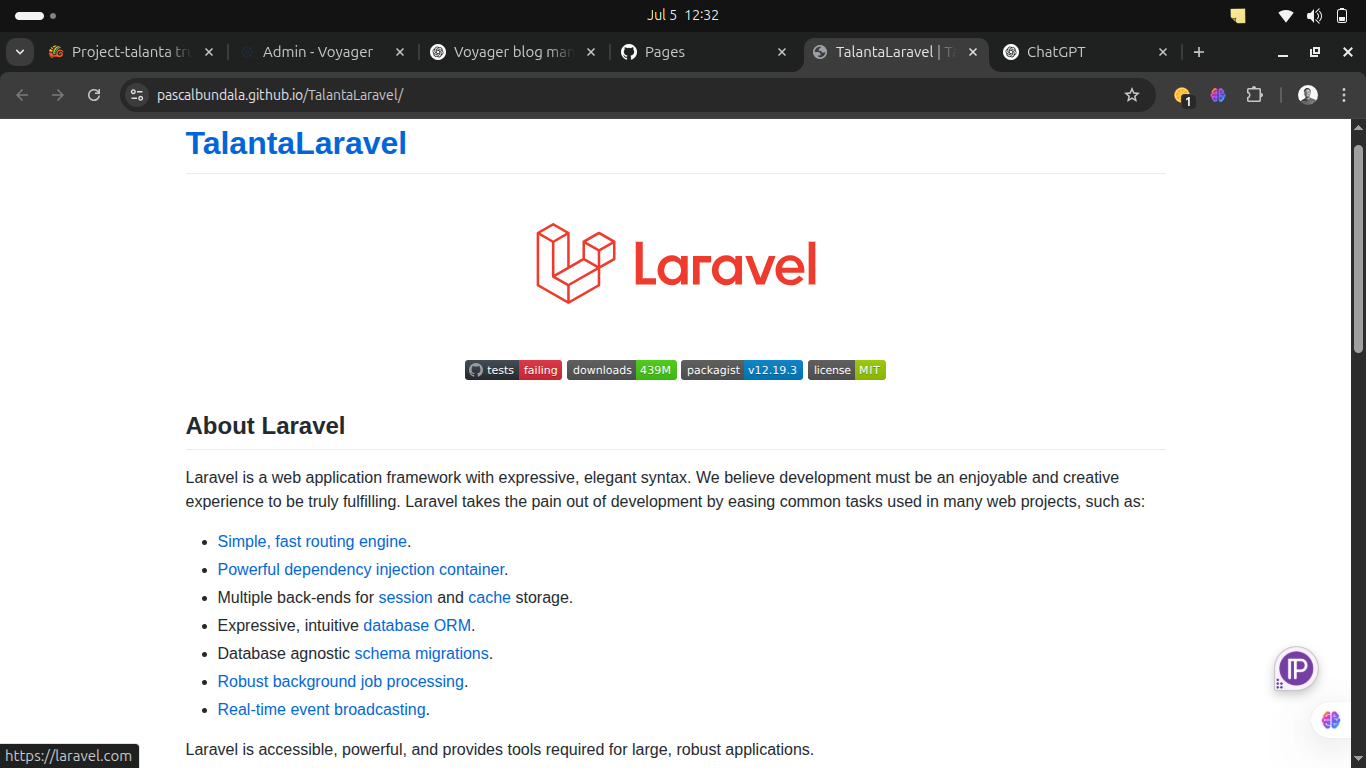 Jul 5 12:32
Project-talanta tru
Admin - Voyager
Voyager blog man
Pages
TalantaLaravel | Ta
ChatGPT
pascalbundala.github.io/TalantaLaravel/
1
TalantaLaravel
Laravel
tests failing
downloads 439M
packagist v12.19.3
license MIT
About Laravel
Laravel is a web application framework with expressive, elegant syntax. We believe development must be an enjoyable and creative
experience to be truly fulfilling. Laravel takes the pain out of development by easing common tasks used in many web projects, such as:
• Simple, fast routing engine.
• Powerful dependency injection container.
• Multiple back-ends for session and cache storage.
• Expressive, intuitive database ORM.
• Database agnostic schema migrations.
• Robust background job processing.
• Real-time event broadcasting.
IP
Laravel is accessible, powerful, and provides tools required for large, robust applications.
https://laravel.com